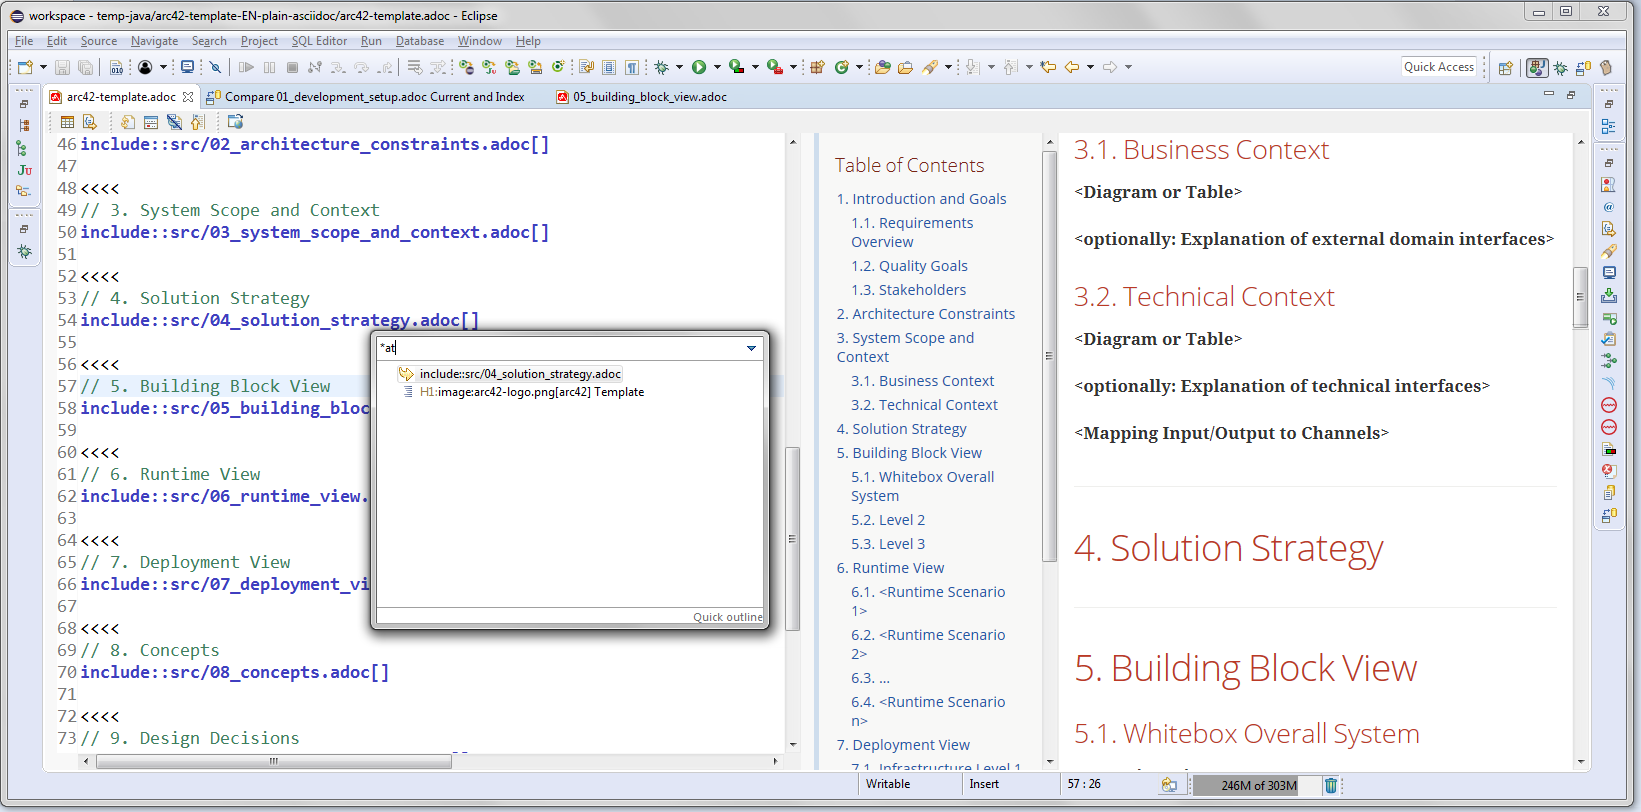 workspace - temp-java/arc42-template-EN-plain-asciidoc/arc42-template.adoc - Eclipse
File Edit Source Navigate Search Project SQL Editor Run Database Window Help
Quick Access
arc42-template.adoc
Compare 01_development_setup.adoc Current and Index
05_building_block_view.adoc
46 include::src/02_architecture_constraints.adoc[]
47
48 <<<<
49 // 3. System Scope and Context
50 include::src/03_system_scope_and_context.adoc[]
51
52 <<<<
53 // 4. Solution Strategy
54 include::src/04_solution_strategy.adoc[]
55
56 <<<<
57 // 5. Building Block View
58 include::src/05_building_bloc
59
60 <<<<
61 // 6. Runtime View
62 include::src/06_runtime_view.
63
64 <<<<
65 // 7. Deployment View
66 include::src/07_deployment_vi
67
68 <<<<
69 // 8. Concepts
70 include::src/08_concepts.adoc[]
71
72 <<<<
73 // 9. Design Decisions
*at
include::src/04_solution_strategy.adoc
H1:image:arc42-logo.png[arc42] Template
Quick outline
Table of Contents
1. Introduction and Goals
1.1. Requirements
Overview
1.2. Quality Goals
1.3. Stakeholders
2. Architecture Constraints
3. System Scope and
Context
3.1. Business Context
3.2. Technical Context
4. Solution Strategy
5. Building Block View
5.1. Whitebox Overall
System
5.2. Level 2
5.3. Level 3
6. Runtime View
6.1. <Runtime Scenario
1>
6.2. <Runtime Scenario
2>
6.3. ...
6.4. <Runtime Scenario
n>
7. Deployment View
7.1. Infrastructure Level 1
3.1. Business Context
<Diagram or Table>
<optionally: Explanation of external domain interfaces>
3.2. Technical Context
<Diagram or Table>
<optionally: Explanation of technical interfaces>
<Mapping Input/Output to Channels>
4. Solution Strategy
5. Building Block View
5.1. Whitebox Overall System
Writable
Insert
57 : 26
246M of 303M